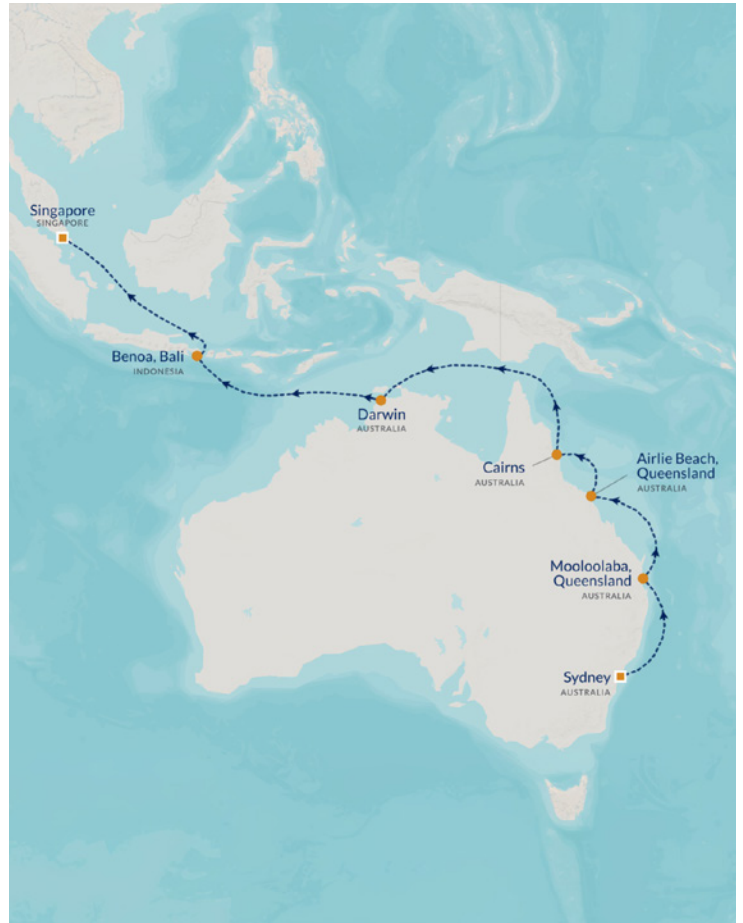 Singapore
SINGAPORE
Benoa, Bali
INDONESIA
Darwin
AUSTRALIA
Cairns
AUSTRALIA
Airlie Beach,
Queensland
AUSTRALIA
Mooloolaba,
Queensland
AUSTRALIA
Sydney
AUSTRALIA